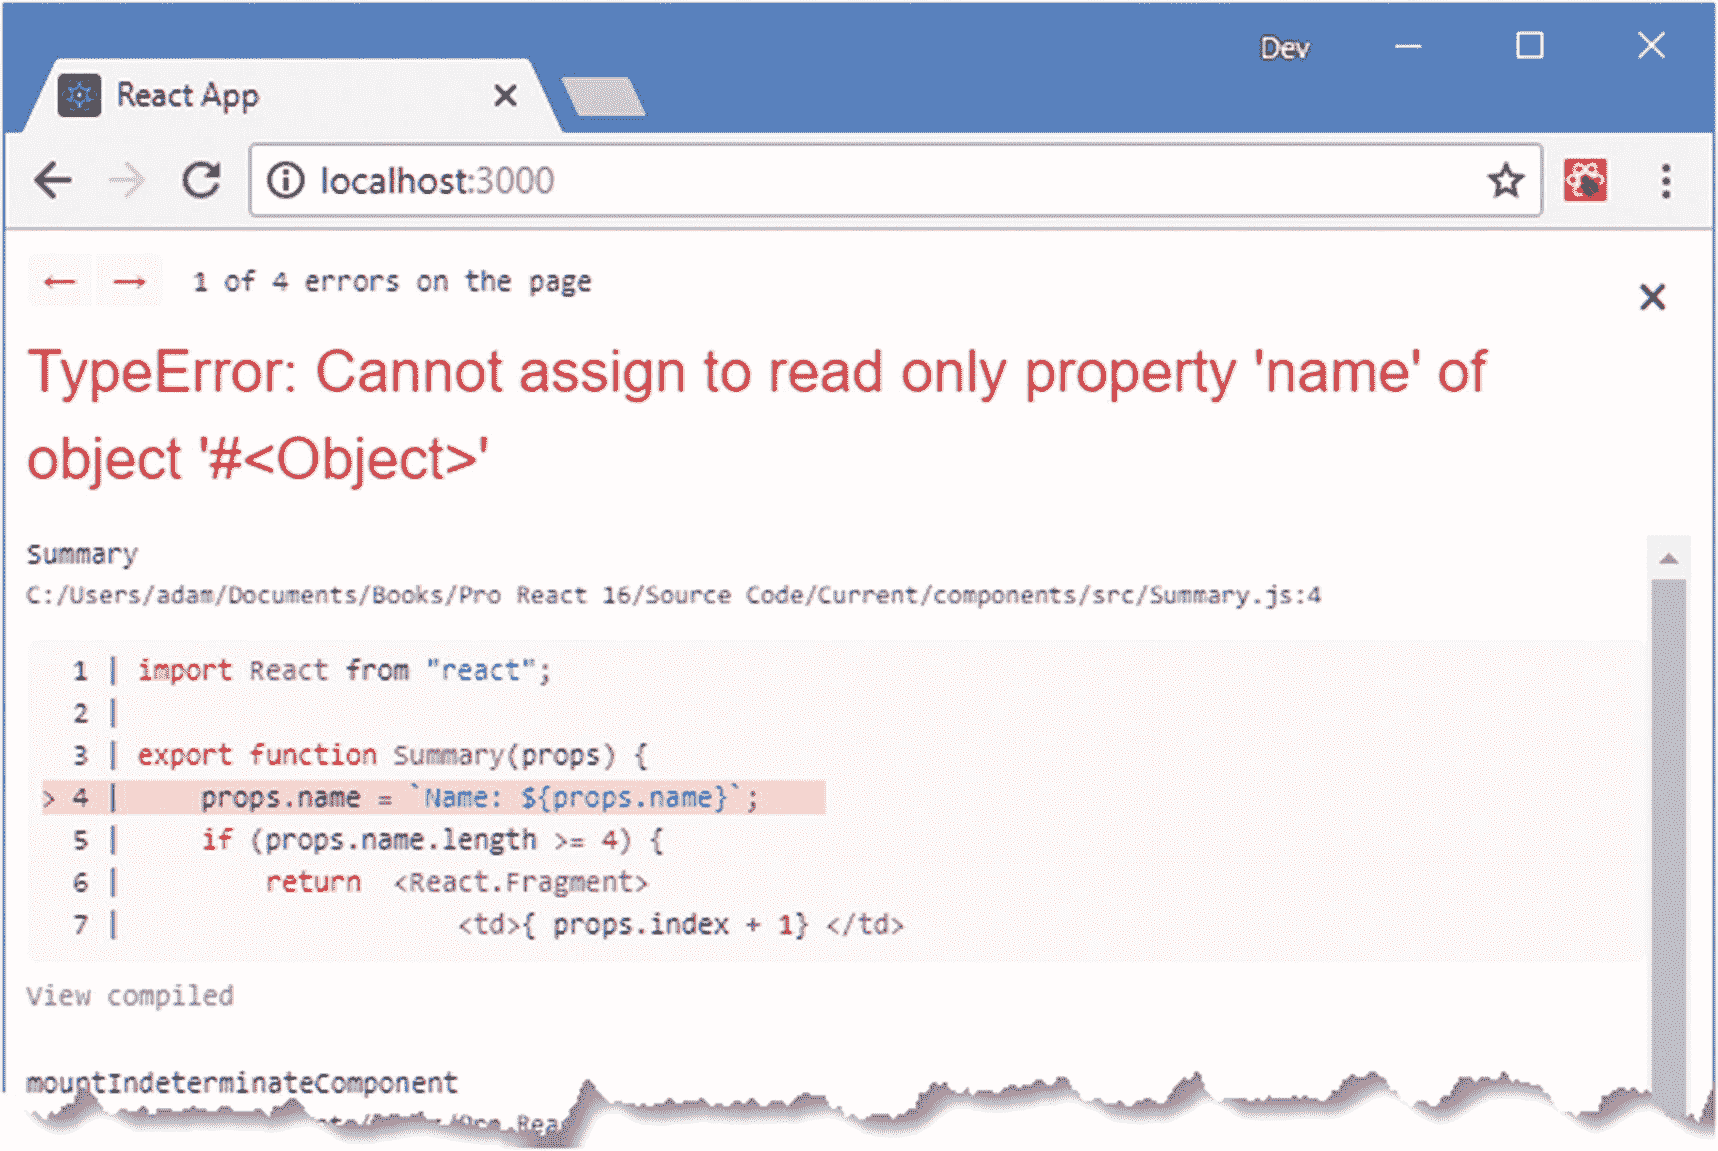 Dev
React App
localhost:3000
1 of 4 errors on the page
TypeError: Cannot assign to read only property 'name' of
object '#<Object>'
Summary
C:/Users/adam/Documents/Books/Pro React 16/Source Code/Current/components/src/Summary.js:4
1 | import React from "react";
2 |
3 | export function Summary(props) {
> 4 |     props.name = `Name: ${props.name}`;
5 |     if (props.name.length >= 4) {
6 |         return  <React.Fragment>
7 |                     <td>{ props.index + 1} </td>
View compiled
mountIndeterminateComponent